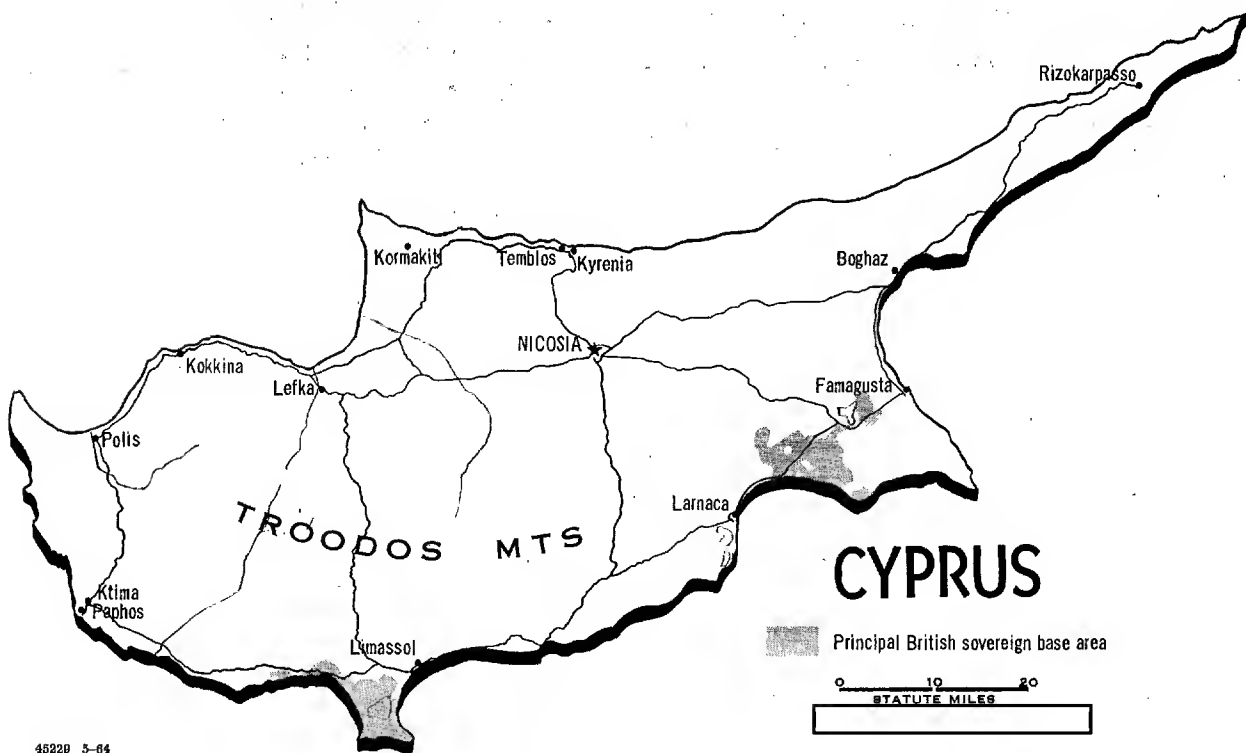 Rizokarpasso
Kormakiti
Temblos
Kyrenia
Boghaz
NICOSIA
Kokkina
Lefka
Famagusta
Polis
Larnaca
TROODOS MTS
CYPRUS
Ktima
Paphos
Principal British sovereign base area
Limassol
0 10 20
STATUTE MILES
45229 5-64